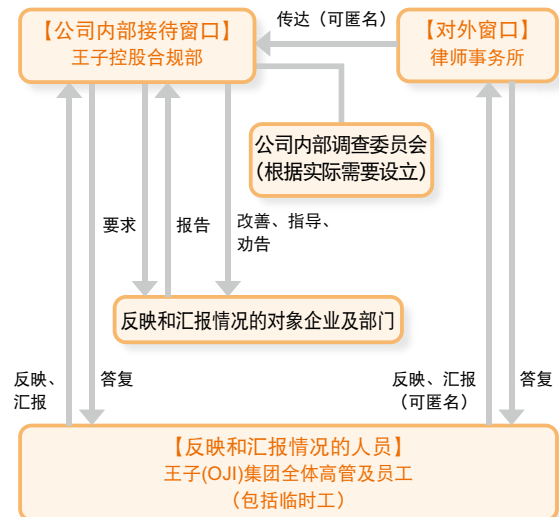 【公司内部接待窗口】
王子控股合规部
传达（可匿名）
【对外窗口】
律师事务所
公司内部调查委员会
（根据实际需要设立）
要求
报告
改善、指导、
劝告
反映和汇报情况的对象企业及部门
反映、
汇报
答复
反映、汇报
（可匿名）
答复
【反映和汇报情况的人员】
王子(OJI)集团全体高管及员工
（包括临时工）